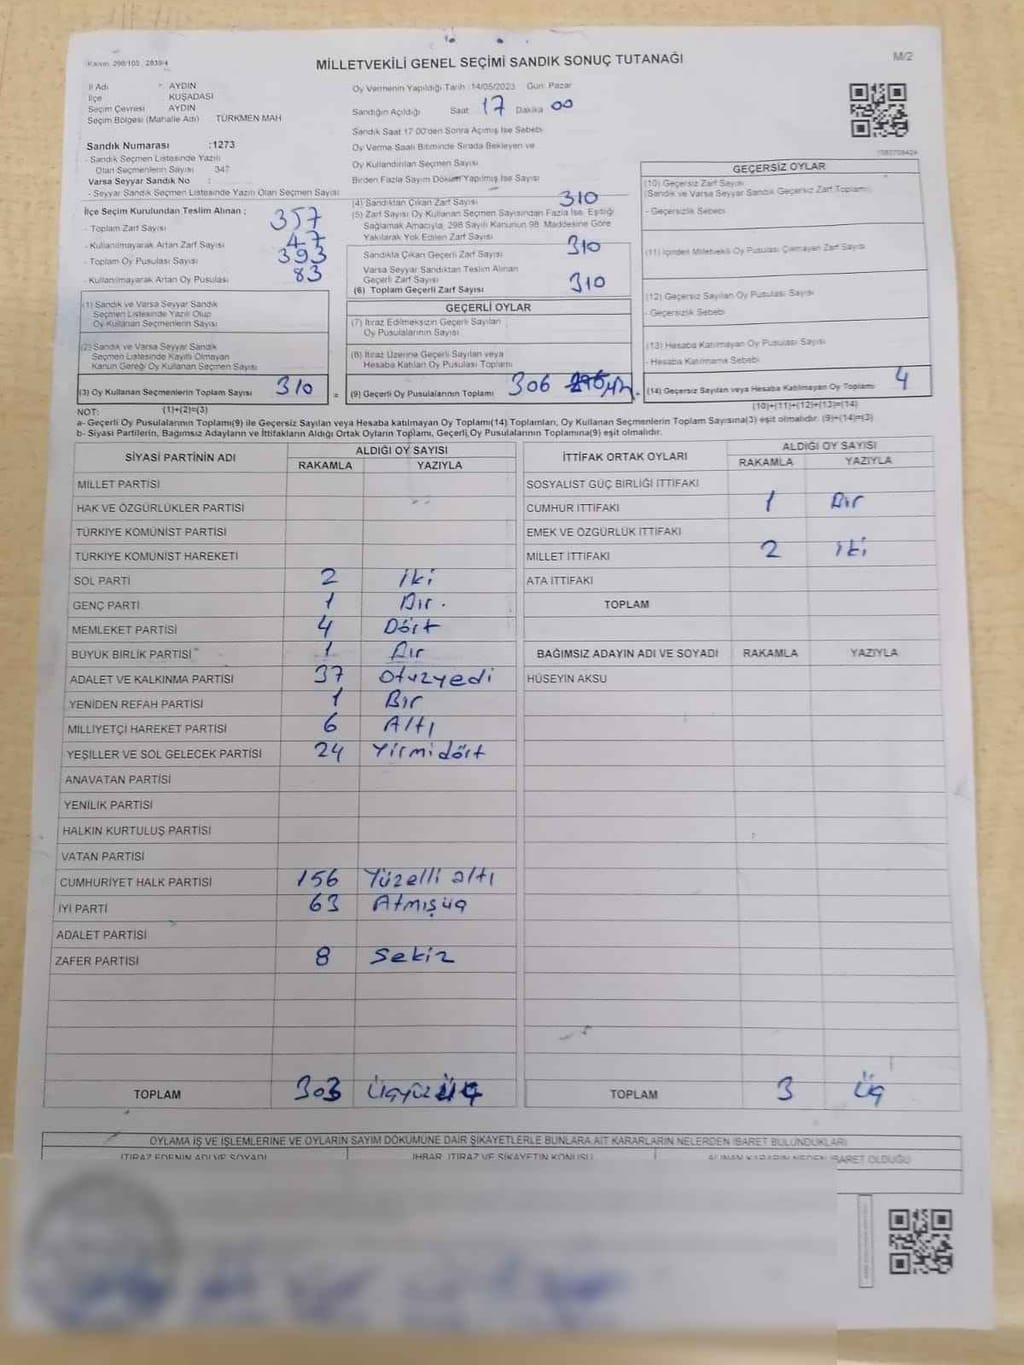 MİLLETVEKİLİ GENEL SEÇİMİ SANDIK SONUÇ TUTANAĞI
M/2
İl Adı AYDIN
İlçe KUŞADASI
Seçim Çevresi AYDIN
Seçim Bölgesi (Mahalle Adı) TÜRKMEN MAH
Sandık Numarası :1273
- Sandık Seçmen Listesinde Yazılı
Olan Seçmenlerin Sayısı 347
Varsa Seyyar Sandık No :
- Seyyar Sandık Seçmen Listesinde Yazılı Olan Seçmen Sayısı
Oy Vermenin Yapıldığı Tarih :14/05/2023 Gün: Pazar
Sandığın Açıldığı Saat 17 Dakika 00
Sandık Saat 17:00'den Sonra Açılmış İse Sebebi
Oy Verme Saati Bitiminde Sırada Bekleyen ve
Oy Kullandırılan Seçmen Sayısı
Birden Fazla Sayım Döküm Yapılmış İse Sayısı
İlçe Seçim Kurulundan Teslim Alınan ;
- Toplam Zarf Sayısı 357
- Kullanılmayarak Artan Zarf Sayısı 47
- Toplam Oy Pusulası Sayısı 393
- Kullanılmayarak Artan Oy Pusulası 83
(1) Sandık ve Varsa Seyyar Sandık
Seçmen Listesinde Yazılı Olup
Oy Kullanan Seçmenlerin Sayısı
(2) Sandık ve Varsa Seyyar Sandık
Seçmen Listesinde Kayıtlı Olmayan
Kanun Gereği Oy Kullanan Seçmen Sayısı
(3) Oy Kullanan Seçmenlerin Toplam Sayısı 310
(1)+(2)=(3)
(4) Sandıktan Çıkan Zarf Sayısı 310
(5) Zarf Sayısı Oy Kullanan Seçmen Sayısından Fazla İse, Eşitliği
Sağlamak Amacıyla, 298 Sayılı Kanunun 98. Maddesine Göre
Yakılarak Yok Edilen Zarf Sayısı
Sandıkta Çıkan Geçerli Zarf Sayısı 310
Varsa Seyyar Sandıktan Teslim Alınan
Geçerli Zarf Sayısı
(6) Toplam Geçerli Zarf Sayısı 310
GEÇERLİ OYLAR
(7) İtiraz Edilmeksizin Geçerli Sayılan
Oy Pusulalarının Sayısı
(8) İtiraz Üzerine Geçerli Sayılan veya
Hesaba Katılan Oy Pusulası Toplamı
= (9) Geçerli Oy Pusulalarının Toplamı 306
GEÇERSİZ OYLAR
(10) Geçersiz Zarf Sayısı
(Sandık ve Varsa Seyyar Sandık Geçersiz Zarf Toplamı)
- Geçersizlik Sebebi
(11) İçinden Milletvekili Oy Pusulası Çıkmayan Zarf Sayısı
(12) Geçersiz Sayılan Oy Pusulası Sayısı
- Geçersizlik Sebebi
(13) Hesaba Katılmayan Oy Pusulası Sayısı
- Hesaba Katılmama Sebebi
(14) Geçersiz Sayılan veya Hesaba Katılmayan Oy Toplamı 4
(10)+(11)+(12)+(13)=(14)
NOT:
a- Geçerli Oy Pusulalarının Toplamı(9) ile Geçersiz Sayılan veya Hesaba katılmayan Oy Toplamı(14) Toplamları, Oy Kullanan Seçmenlerin Toplam Sayısına(3) eşit olmalıdır. (9)+(14)=(3)
b- Siyasi Partilerin, Bağımsız Adayların ve İttifakların Aldığı Ortak Oyların Toplamı, Geçerli Oy Pusulalarının Toplamına(9) eşit olmalıdır.
SİYASİ PARTİNİN ADI ALDIĞI OY SAYISI
RAKAMLA YAZIYLA
MİLLET PARTİSİ
HAK VE ÖZGÜRLÜKLER PARTİSİ
TÜRKİYE KOMÜNİST PARTİSİ
TÜRKİYE KOMÜNİST HAREKETİ
SOL PARTİ 2 iki
GENÇ PARTİ 1 Bir.
MEMLEKET PARTİSİ 4 Dört
BÜYÜK BİRLİK PARTİSİ 1 Bir
ADALET VE KALKINMA PARTİSİ 37 otuzyedi
YENİDEN REFAH PARTİSİ 1 Bir
MİLLİYETÇİ HAREKET PARTİSİ 6 Altı
YEŞİLLER VE SOL GELECEK PARTİSİ 24 Yirmidört
ANAVATAN PARTİSİ
YENİLİK PARTİSİ
HALKIN KURTULUŞ PARTİSİ
VATAN PARTİSİ
CUMHURİYET HALK PARTİSİ 156 Yüzelli altı
İYİ PARTİ 63 Atmışüç
ADALET PARTİSİ
ZAFER PARTİSİ 8 Sekiz
TOPLAM 303
İTTİFAK ORTAK OYLARI ALDIĞI OY SAYISI
RAKAMLA YAZIYLA
SOSYALİST GÜÇ BİRLİĞİ İTTİFAKI
CUMHUR İTTİFAKI 1 Bir
EMEK VE ÖZGÜRLÜK İTTİFAKI
MİLLET İTTİFAKI 2 iki
ATA İTTİFAKI
TOPLAM
BAĞIMSIZ ADAYIN ADI VE SOYADI RAKAMLA YAZIYLA
HÜSEYİN AKSU
TOPLAM 3 Üç
OYLAMA İŞ VE İŞLEMLERİNE VE OYLARIN SAYIM DÖKÜMÜNE DAİR ŞİKAYETLERLE BUNLARA AİT KARARLARIN NELERDEN İBARET BULUNDUKLARI
İTİRAZ EDENİN ADI VE SOYADI İHBAR, İTİRAZ VE ŞİKAYETİN KONUSU ALINAN KARARIN NEDEN İBARET OLDUĞU